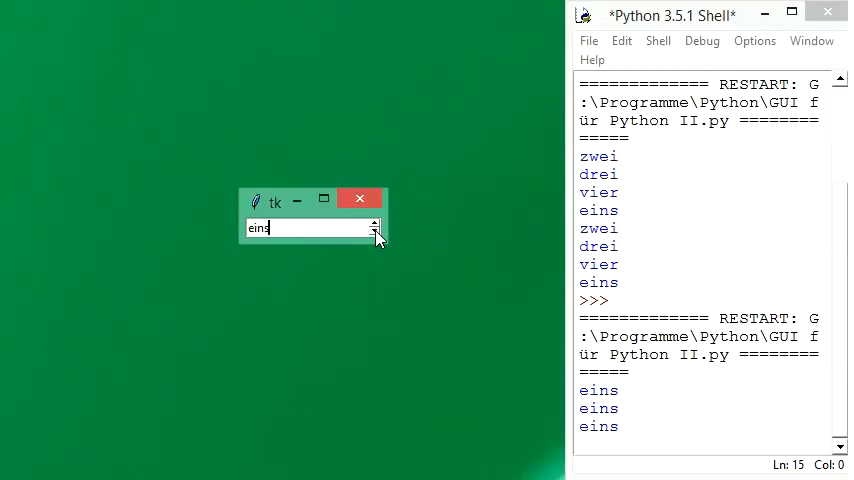 tk
eins
*Python 3.5.1 Shell*
File Edit Shell Debug Options Window
Help
============= RESTART: G
:\Programme\Python\GUI f
ür Python II.py ========
=====
zwei
drei
vier
eins
zwei
drei
vier
eins
>>>
============= RESTART: G
:\Programme\Python\GUI f
ür Python II.py ========
=====
eins
eins
eins
Ln: 15 Col: 0